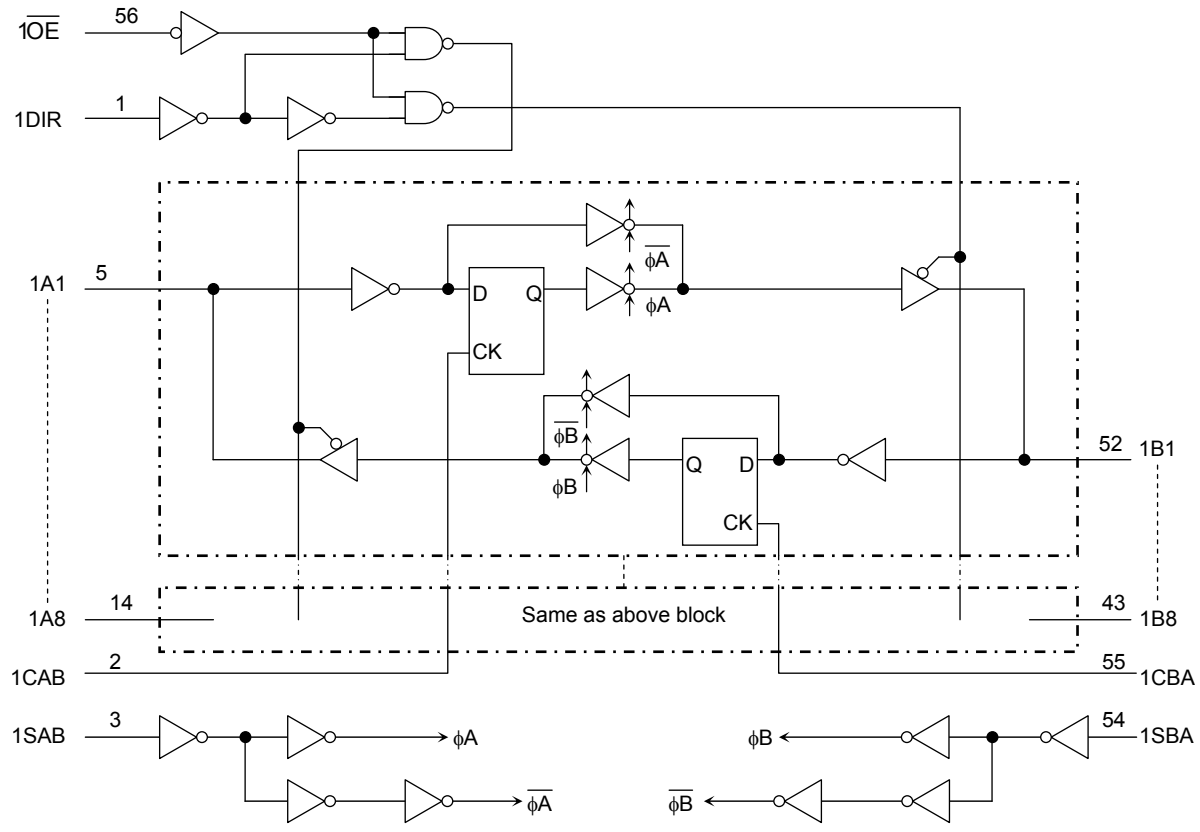 1OE 56
1DIR 1
1A1 5
D Q
CK
φA
φA
φB
φB
Q D
CK
52 1B1
1A8 14
Same as above block
43 1B8
1CAB 2
55 1CBA
1SAB 3
φA
φA
φB
φB
54 1SBA